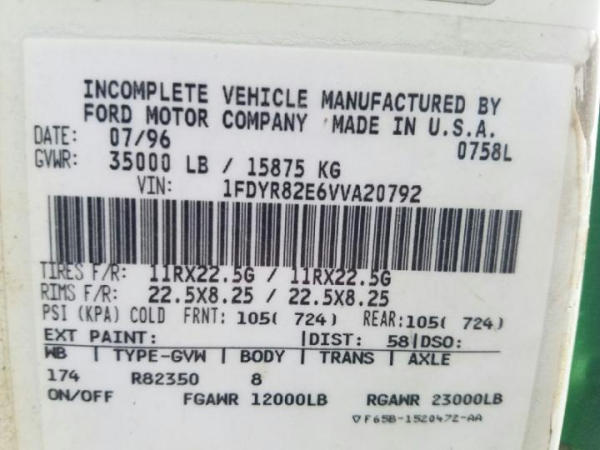 INCOMPLETE VEHICLE MANUFACTURED BY
FORD MOTOR COMPANY MADE IN U.S.A.
DATE: 07/96 0758L
GVWR: 35000 LB / 15875 KG
VIN: 1FDYR82E6VVA20792
TIRES F/R: 11RX22.5G / 11RX22.5G
RIMS F/R: 22.5X8.25 / 22.5X8.25
PSI (KPA) COLD FRNT: 105( 724) REAR:105( 724)
EXT PAINT: |DIST: 58|DSO:
WB | TYPE-GVW | BODY | TRANS | AXLE
174 R82350 8
ON/OFF FGAWR 12000LB RGAWR 23000LB
▽F65B-1520472-AA